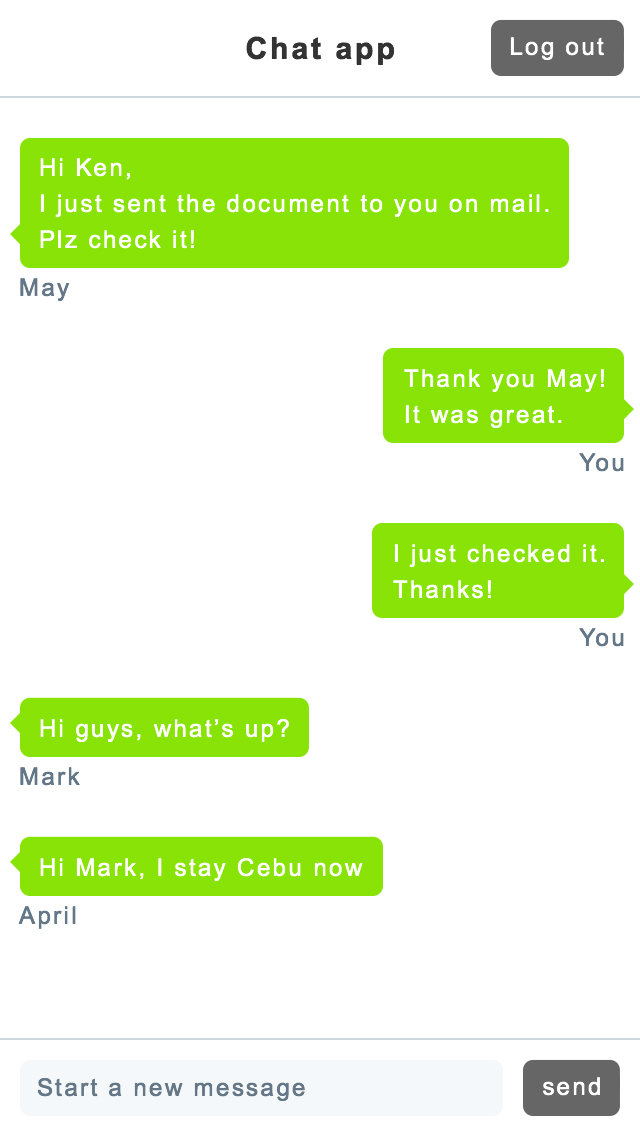 Chat app
Log out
Hi Ken,
I just sent the document to you on mail.
Plz check it!
May
Thank you May!
It was great.
You
I just checked it.
Thanks!
You
Hi guys, what’s up?
Mark
Hi Mark, I stay Cebu now
April
Start a new message
send